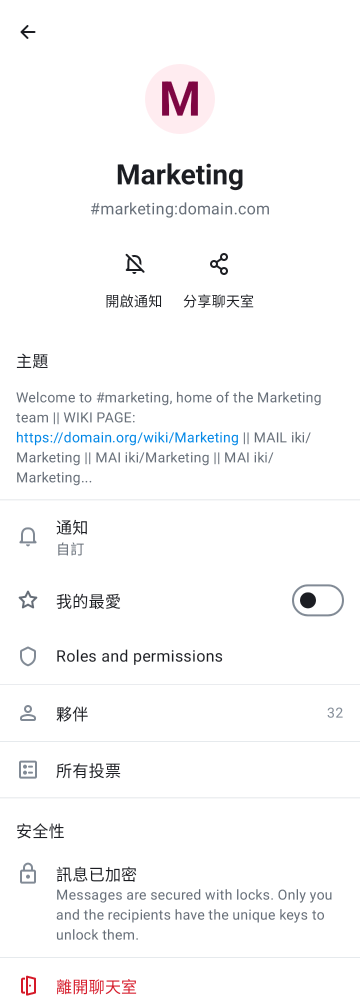 M
Marketing
#marketing:domain.com
開啟通知 分享聊天室
主題
Welcome to #marketing, home of the Marketing
team || WIKI PAGE:
https://domain.org/wiki/Marketing || MAIL iki/
Marketing || MAI iki/Marketing || MAI iki/
Marketing...
通知
自訂
我的最愛
Roles and permissions
夥伴 32
所有投票
安全性
訊息已加密
Messages are secured with locks. Only you
and the recipients have the unique keys to
unlock them.
離開聊天室